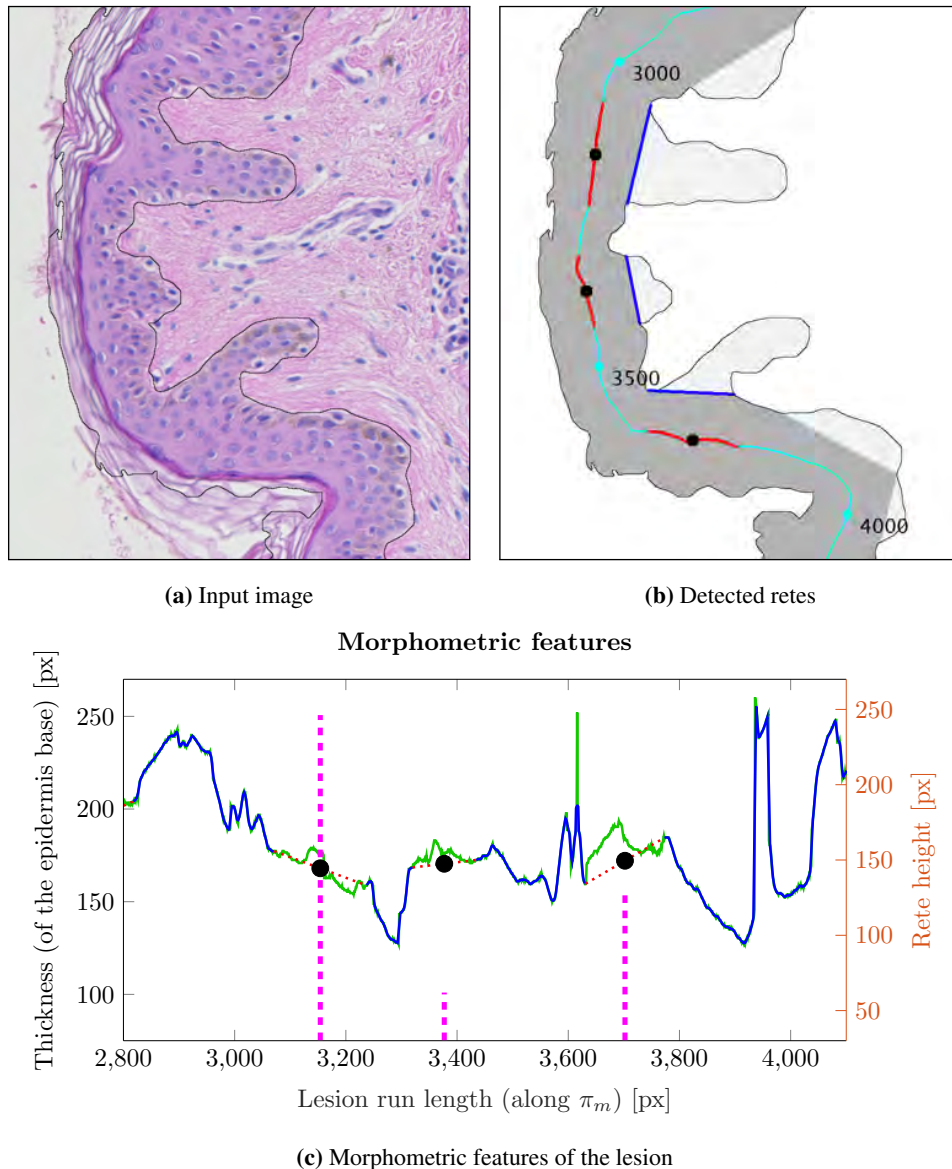 3000
3500
4000
(a) Input image
(b) Detected retes
Morphometric features
Thickness (of the epidermis base) [px]
250
200
150
100
Rete height [px]
250
200
150
100
50
2,800 3,000 3,200 3,400 3,600 3,800 4,000
Lesion run length (along πm) [px]
(c) Morphometric features of the lesion